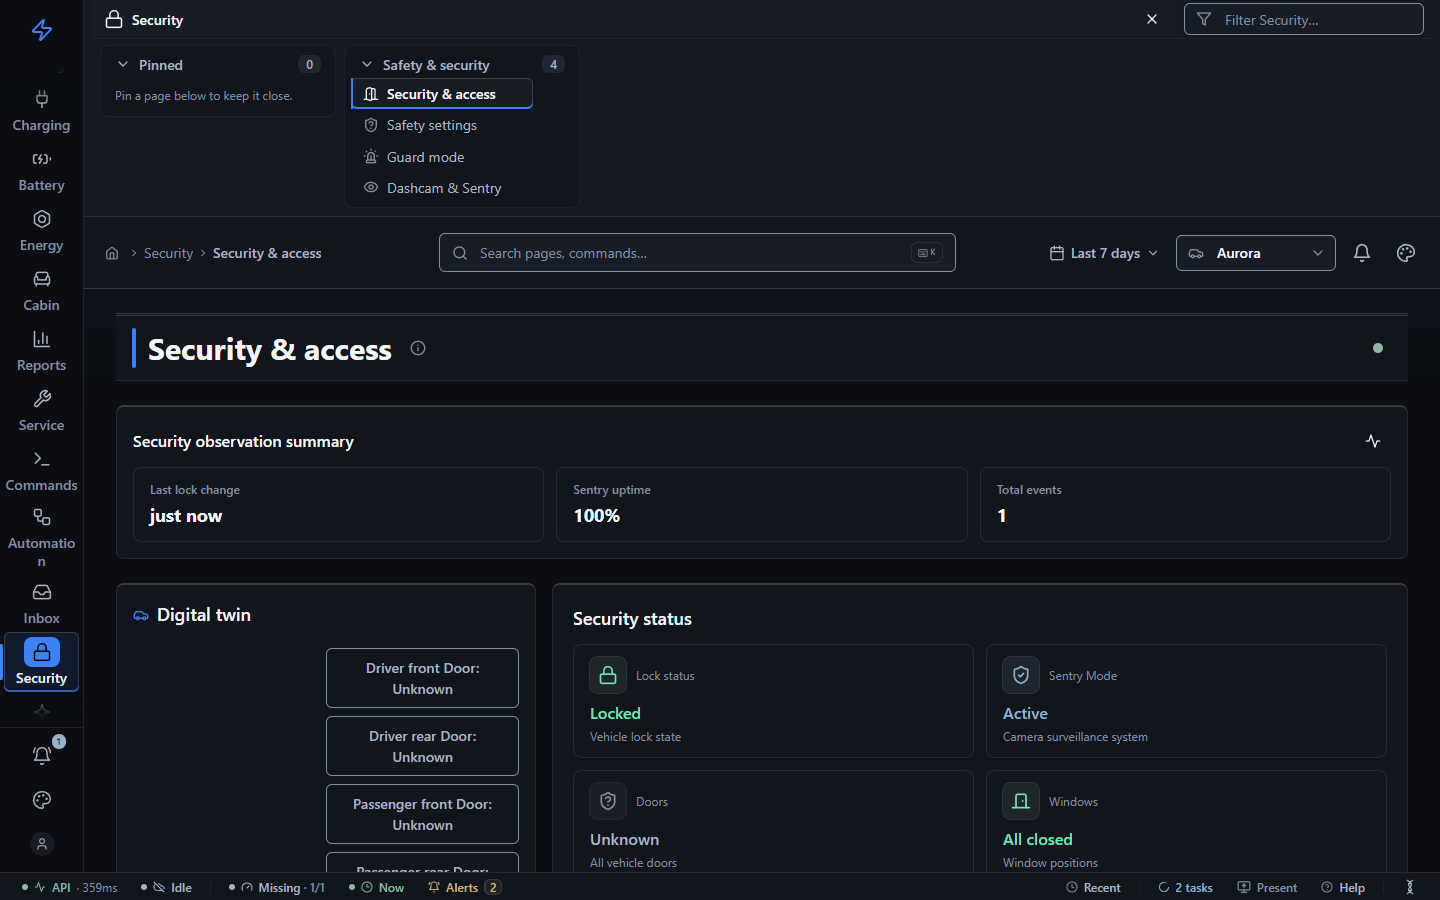 Security
Filter Security...
Pinned
0
Pin a page below to keep it close.
Safety & security
4
Security & access
Safety settings
Guard mode
Dashcam & Sentry
Charging
Battery
Energy
Cabin
Reports
Service
Commands
Automatio
n
Inbox
Security
1
Security
Security & access
Search pages, commands...
K
Last 7 days
Aurora
Security & access
Security observation summary
Last lock change
just now
Sentry uptime
100%
Total events
1
Digital twin
Driver front Door:
Unknown
Driver rear Door:
Unknown
Passenger front Door:
Unknown
Passenger rear Door:
Security status
Lock status
Locked
Vehicle lock state
Sentry Mode
Active
Camera surveillance system
Doors
Unknown
All vehicle doors
Windows
All closed
Window positions
API · 359ms
Idle
Missing · 1/1
Now
Alerts 2
Recent
2 tasks
Present
Help